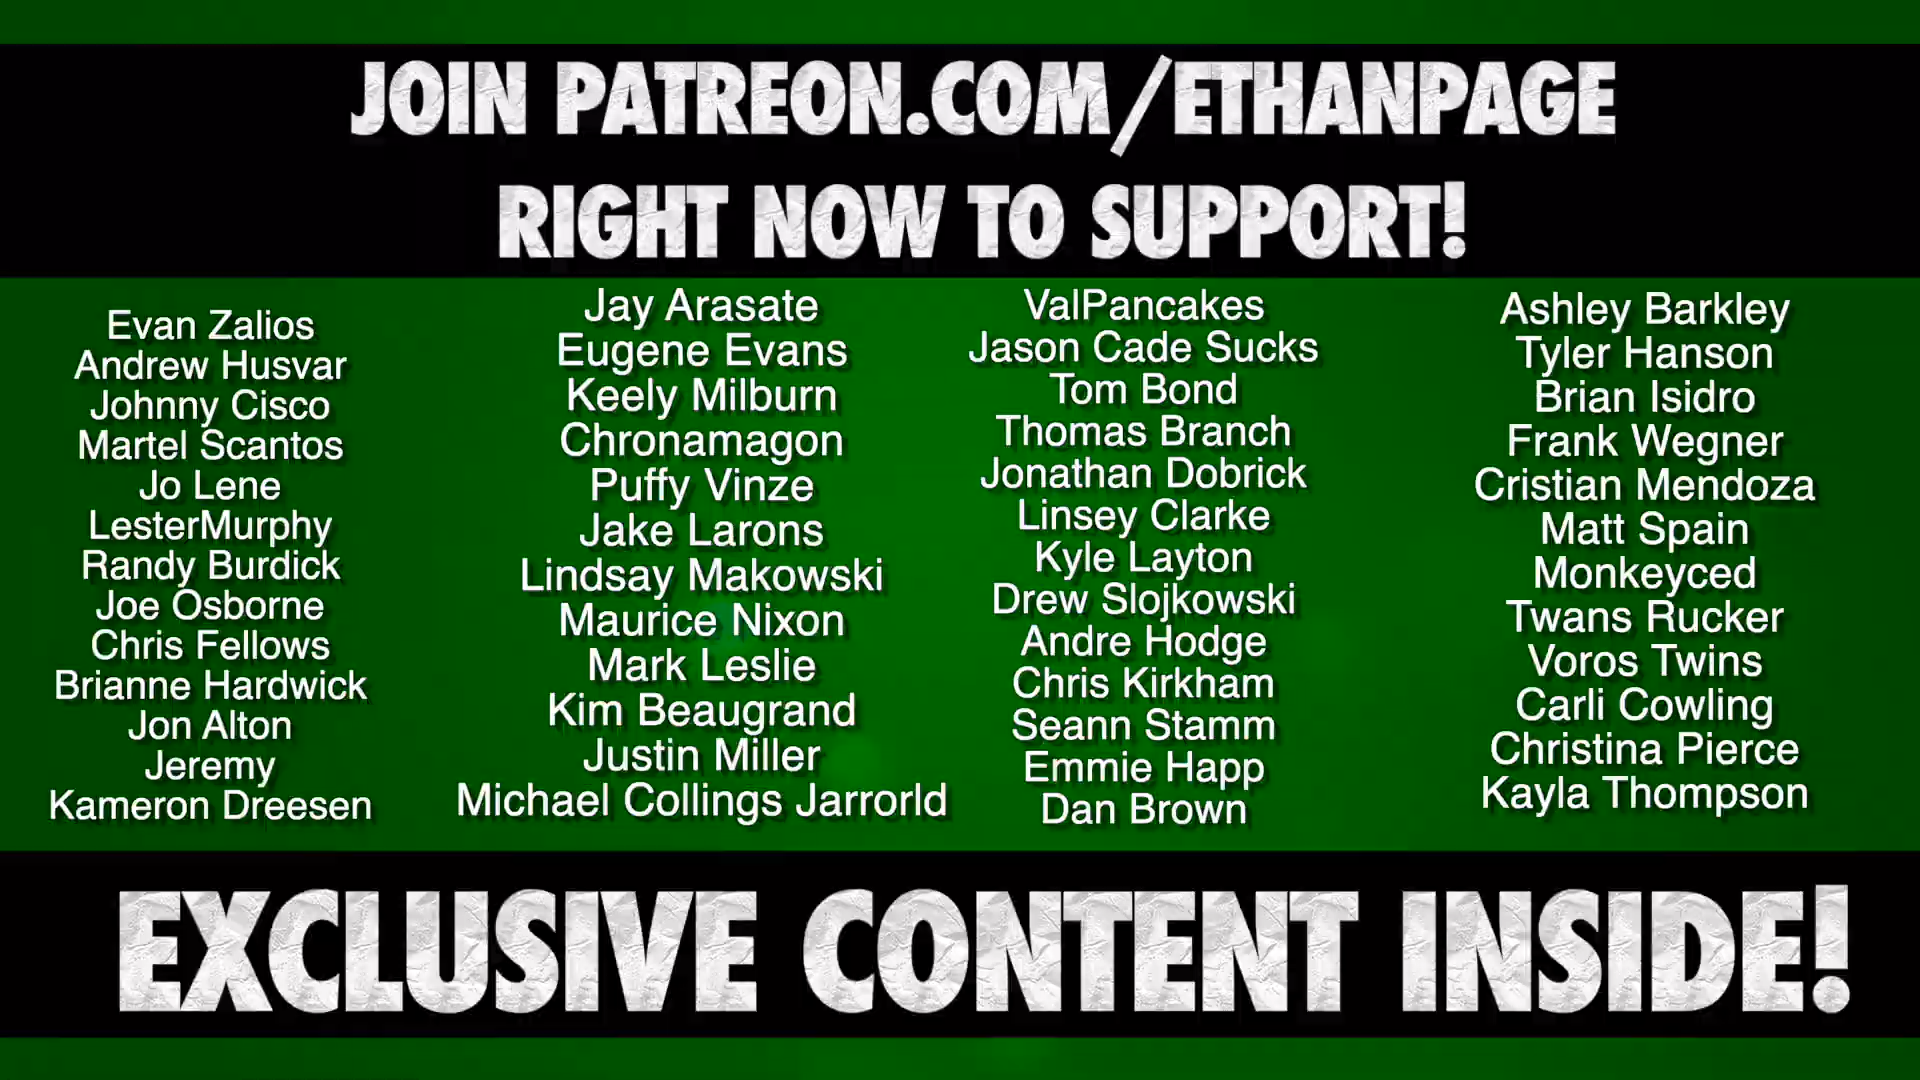 JOIN PATREON.COM/ETHANPAGE
RIGHT NOW TO SUPPORT!
Evan Zalios
Andrew Husvar
Johnny Cisco
Martel Scantos
Jo Lene
LesterMurphy
Randy Burdick
Joe Osborne
Chris Fellows
Brianne Hardwick
Jon Alton
Jeremy
Kameron Dreesen
Jay Arasate
Eugene Evans
Keely Milburn
Chronamagon
Puffy Vinze
Jake Larons
Lindsay Makowski
Maurice Nixon
Mark Leslie
Kim Beaugrand
Justin Miller
Michael Collings Jarrorld
ValPancakes
Jason Cade Sucks
Tom Bond
Thomas Branch
Jonathan Dobrick
Linsey Clarke
Kyle Layton
Drew Slojkowski
Andre Hodge
Chris Kirkham
Seann Stamm
Emmie Happ
Dan Brown
Ashley Barkley
Tyler Hanson
Brian Isidro
Frank Wegner
Cristian Mendoza
Matt Spain
Monkeyced
Twans Rucker
Voros Twins
Carli Cowling
Christina Pierce
Kayla Thompson
EXCLUSIVE CONTENT INSIDE!